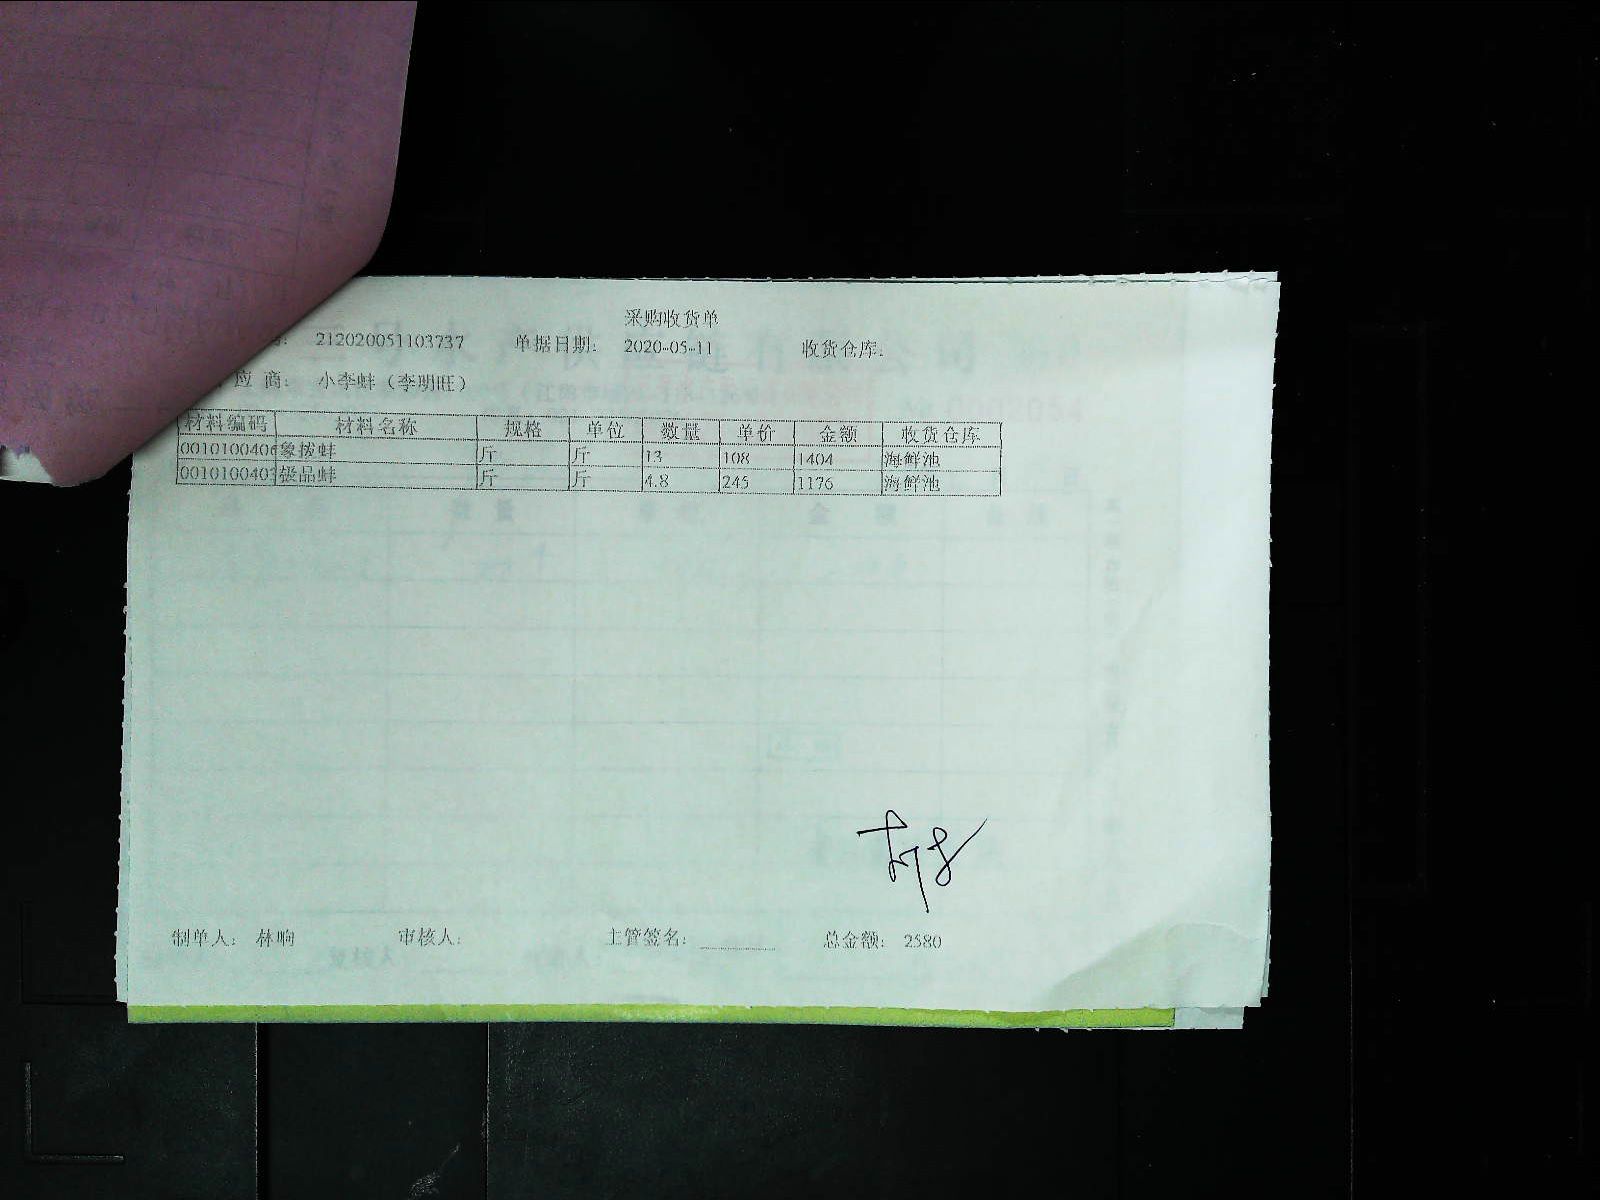 采购收货单
212020051103737 单据日期: 2020-05-11 收货仓库:
应 商: 小李蚌（李明旺）
材料编码 材料名称 规格 单位 数量 单价 金额 收货仓库
0010100406 象拔蚌 斤 斤 13 108 1404 海鲜池
001010040 极品蚌 斤 斤 4.8 245 1176 海鲜池
制单人: 林响 审核人: 主管签名: 总金额: 2580